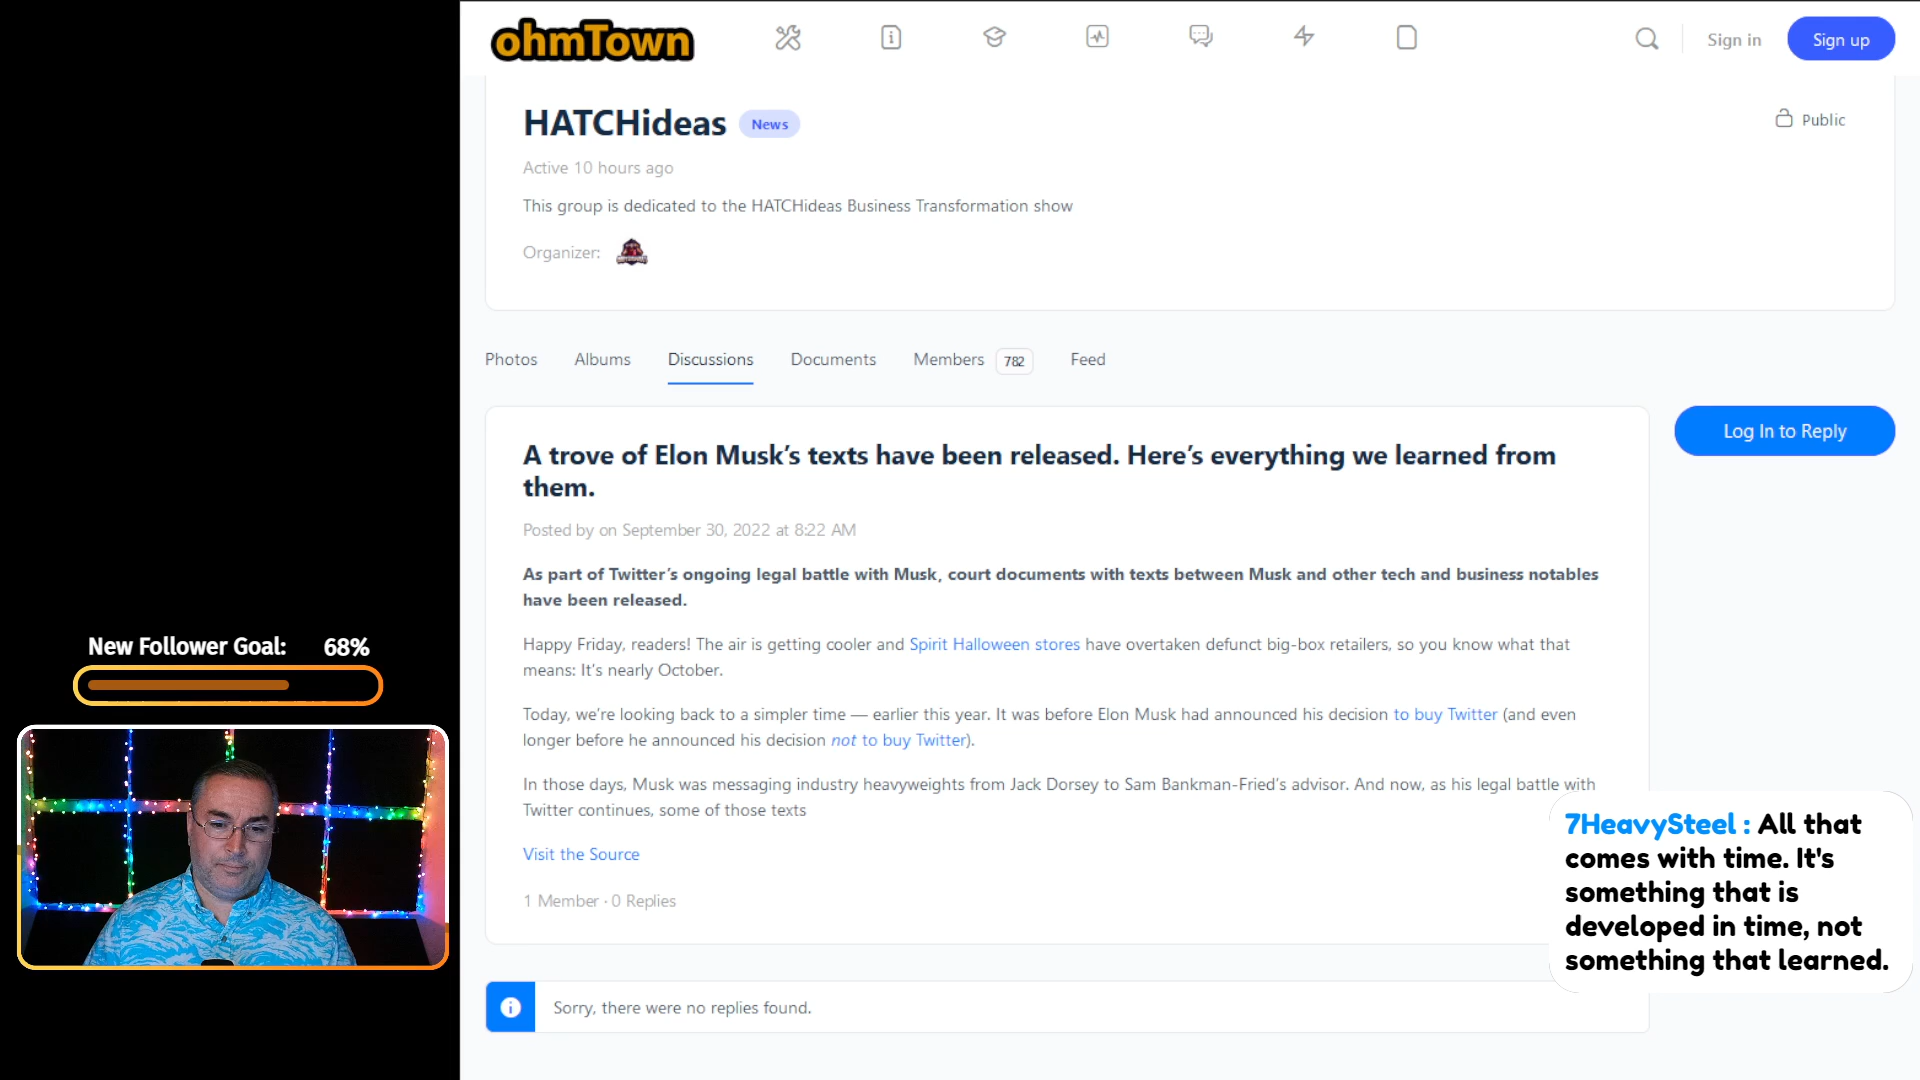 ohmTown
Sign in
Sign up
HATCHideas
News
Public
Active 10 hours ago
This group is dedicated to the HATCHideas Business Transformation show
Organizer:
Photos
Albums
Discussions
Documents
Members 782
Feed
A trove of Elon Musk’s texts have been released. Here’s everything we learned from
them.
Posted by on September 30, 2022 at 8:22 AM
As part of Twitter’s ongoing legal battle with Musk, court documents with texts between Musk and other tech and business notables
have been released.
Happy Friday, readers! The air is getting cooler and Spirit Halloween stores have overtaken defunct big-box retailers, so you know what that
means: It’s nearly October.
Today, we’re looking back to a simpler time — earlier this year. It was before Elon Musk had announced his decision to buy Twitter (and even
longer before he announced his decision not to buy Twitter).
In those days, Musk was messaging industry heavyweights from Jack Dorsey to Sam Bankman-Fried’s advisor. And now, as his legal battle with
Twitter continues, some of those texts
Visit the Source
1 Member · 0 Replies
Log In to Reply
Sorry, there were no replies found.
New Follower Goal: 68%
7HeavySteel : All that
comes with time. It's
something that is
developed in time, not
something that learned.